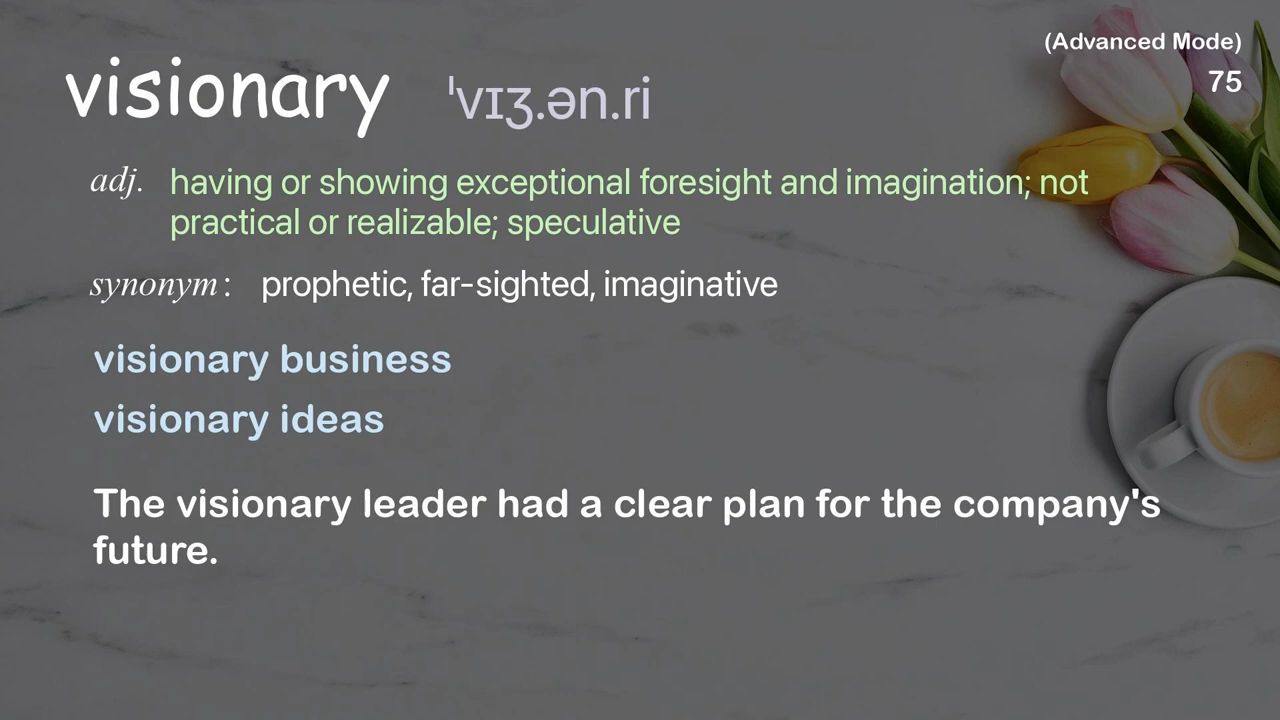 (Advanced Mode)
visionary ˈvɪʒ.ən.ri
75
adj. having or showing exceptional foresight and imagination; not
practical or realizable; speculative
synonym : prophetic, far-sighted, imaginative
visionary business
visionary ideas
The visionary leader had a clear plan for the company's
future.